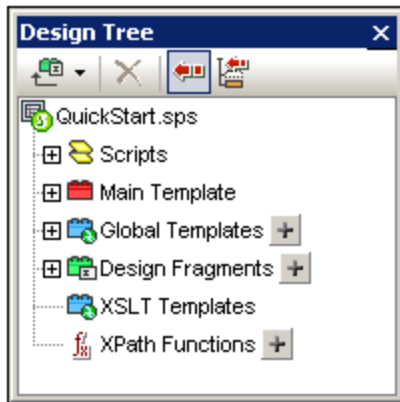 Design Tree
QuickStart.sps
Scripts
Main Template
Global Templates
Design Fragments
XSLT Templates
XPath Functions